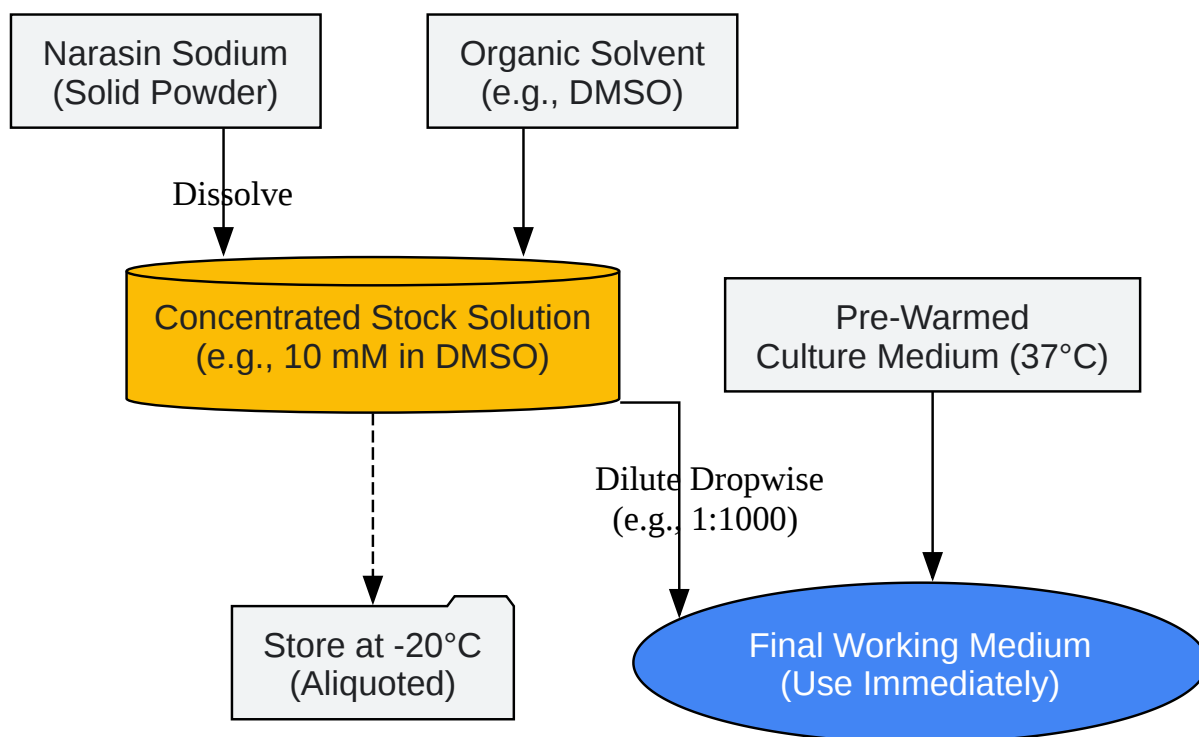 Narasin Sodium
(Solid Powder)
Organic Solvent
(e.g., DMSO)
Dissolve
Concentrated Stock Solution
(e.g., 10 mM in DMSO)
Pre-Warmed
Culture Medium (37°C)
Dilute Dropwise
(e.g., 1:1000)
Store at -20°C
(Aliquoted)
Final Working Medium
(Use Immediately)